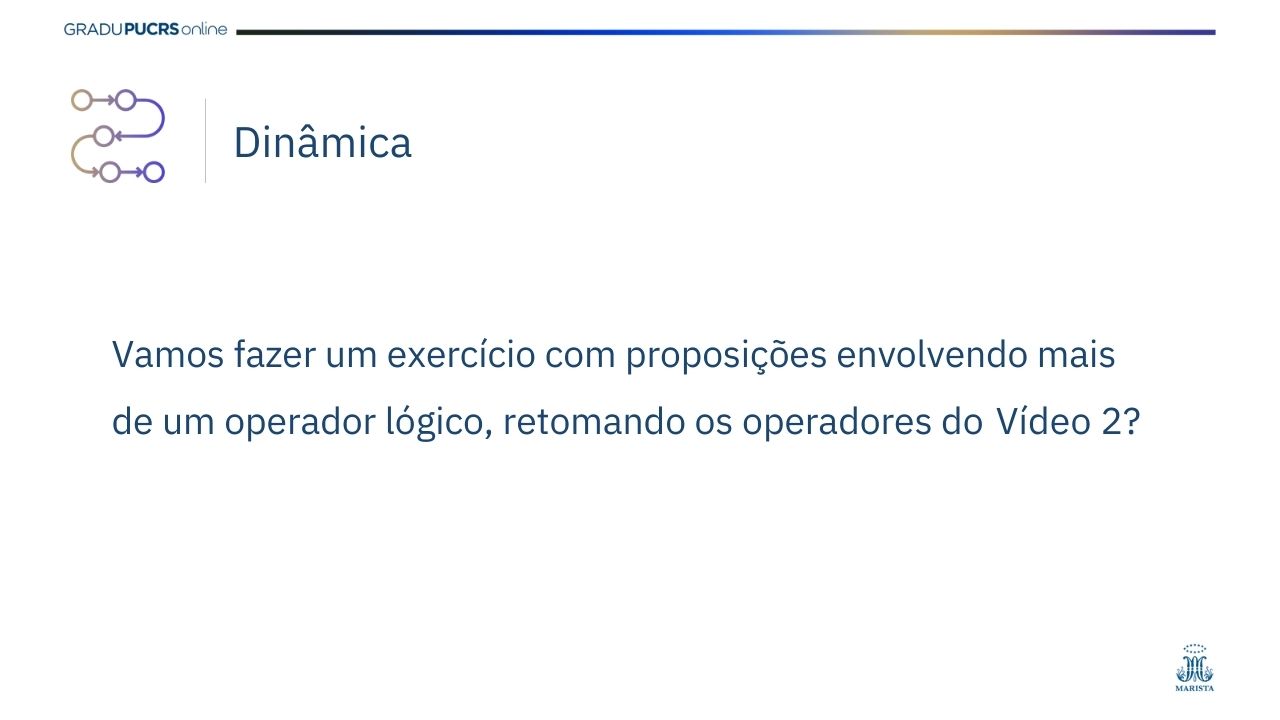 GRADUPUCRSonline
Dinâmica
Vamos fazer um exercício com proposições envolvendo mais
de um operador lógico, retomando os operadores do Vídeo 2?
MARISTA